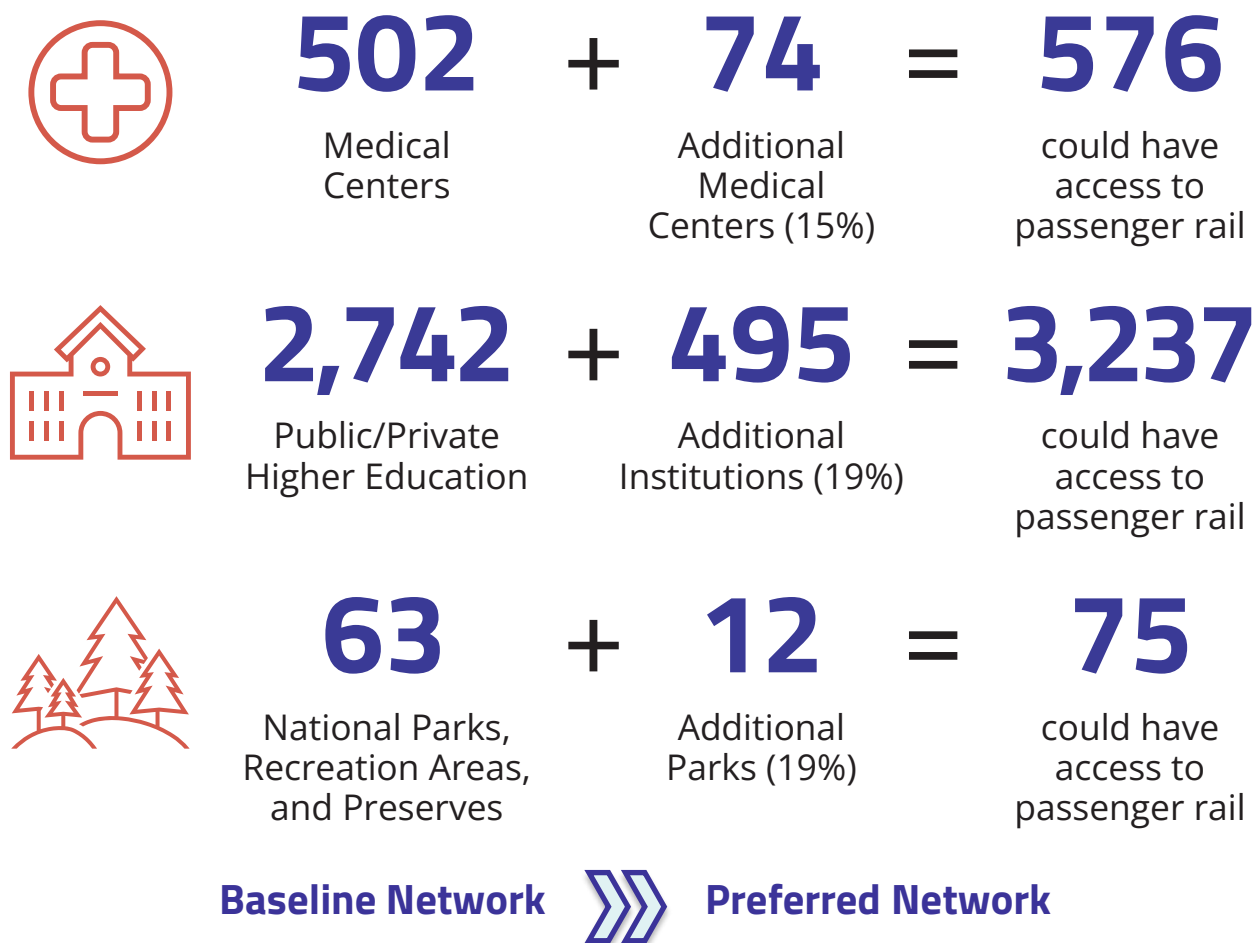 502 + 74 = 576
Medical
Centers
Additional
Medical
Centers (15%)
could have
access to
passenger rail
2,742 + 495 = 3,237
Public/Private
Higher Education
Additional
Institutions (19%)
could have
access to
passenger rail
63 + 12 = 75
National Parks,
Recreation Areas,
and Preserves
Additional
Parks (19%)
could have
access to
passenger rail
Baseline Network Preferred Network